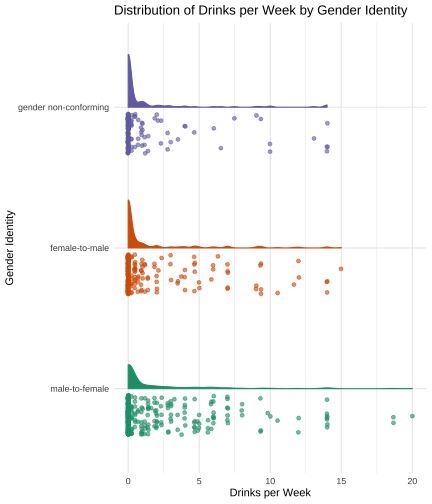 Distribution of Drinks per Week by Gender Identity
gender non-conforming
female-to-male
male-to-female
Gender Identity
0 5 10 15 20
Drinks per Week